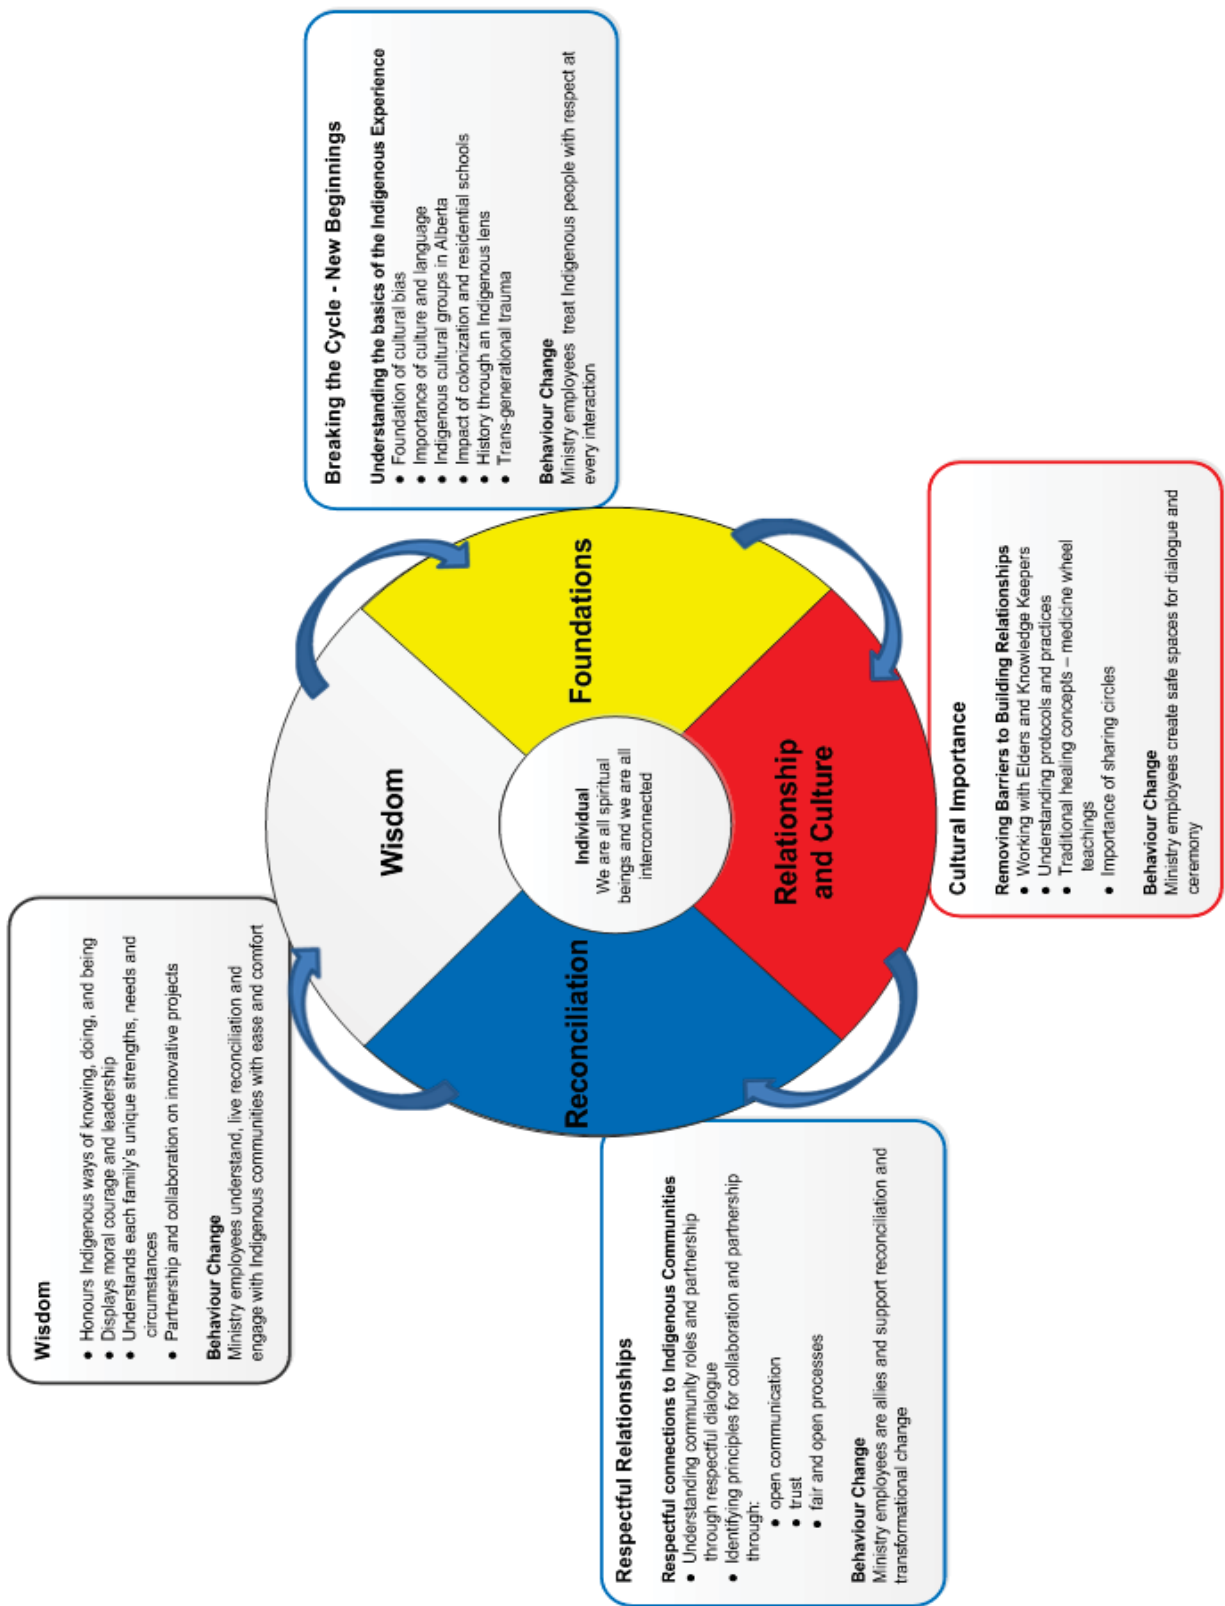 Wisdom
● Honours Indigenous ways of knowing, doing, and being
● Displays moral courage and leadership
● Understands each family's unique strengths, needs and
circumstances
● Partnership and collaboration on innovative projects
Behaviour Change
Ministry employees understand, live reconciliation and
engage with Indigenous communities with ease and comfort
Breaking the Cycle - New Beginnings
Understanding the basics of the Indigenous Experience
● Foundation of cultural bias
● Importance of culture and language
● Indigenous cultural groups in Alberta
● Impact of colonization and residential schools
● History through an Indigenous lens
● Trans-generational trauma
Behaviour Change
Ministry employees treat Indigenous people with respect at
every interaction
Wisdom
Foundations
Relationship
and Culture
Reconciliation
Individual
We are all spiritual
beings and we are all
interconnected
Respectful Relationships
Respectful connections to Indigenous Communities
● Understanding community roles and partnership
through respectful dialogue
● Identifying principles for collaboration and partnership
through:
● open communication
● trust
● fair and open processes
Behaviour Change
Ministry employees are allies and support reconciliation and
transformational change
Cultural Importance
Removing Barriers to Building Relationships
● Working with Elders and Knowledge Keepers
● Understanding protocols and practices
● Traditional healing concepts – medicine wheel
teachings
● Importance of sharing circles
Behaviour Change
Ministry employees create safe spaces for dialogue and
ceremony